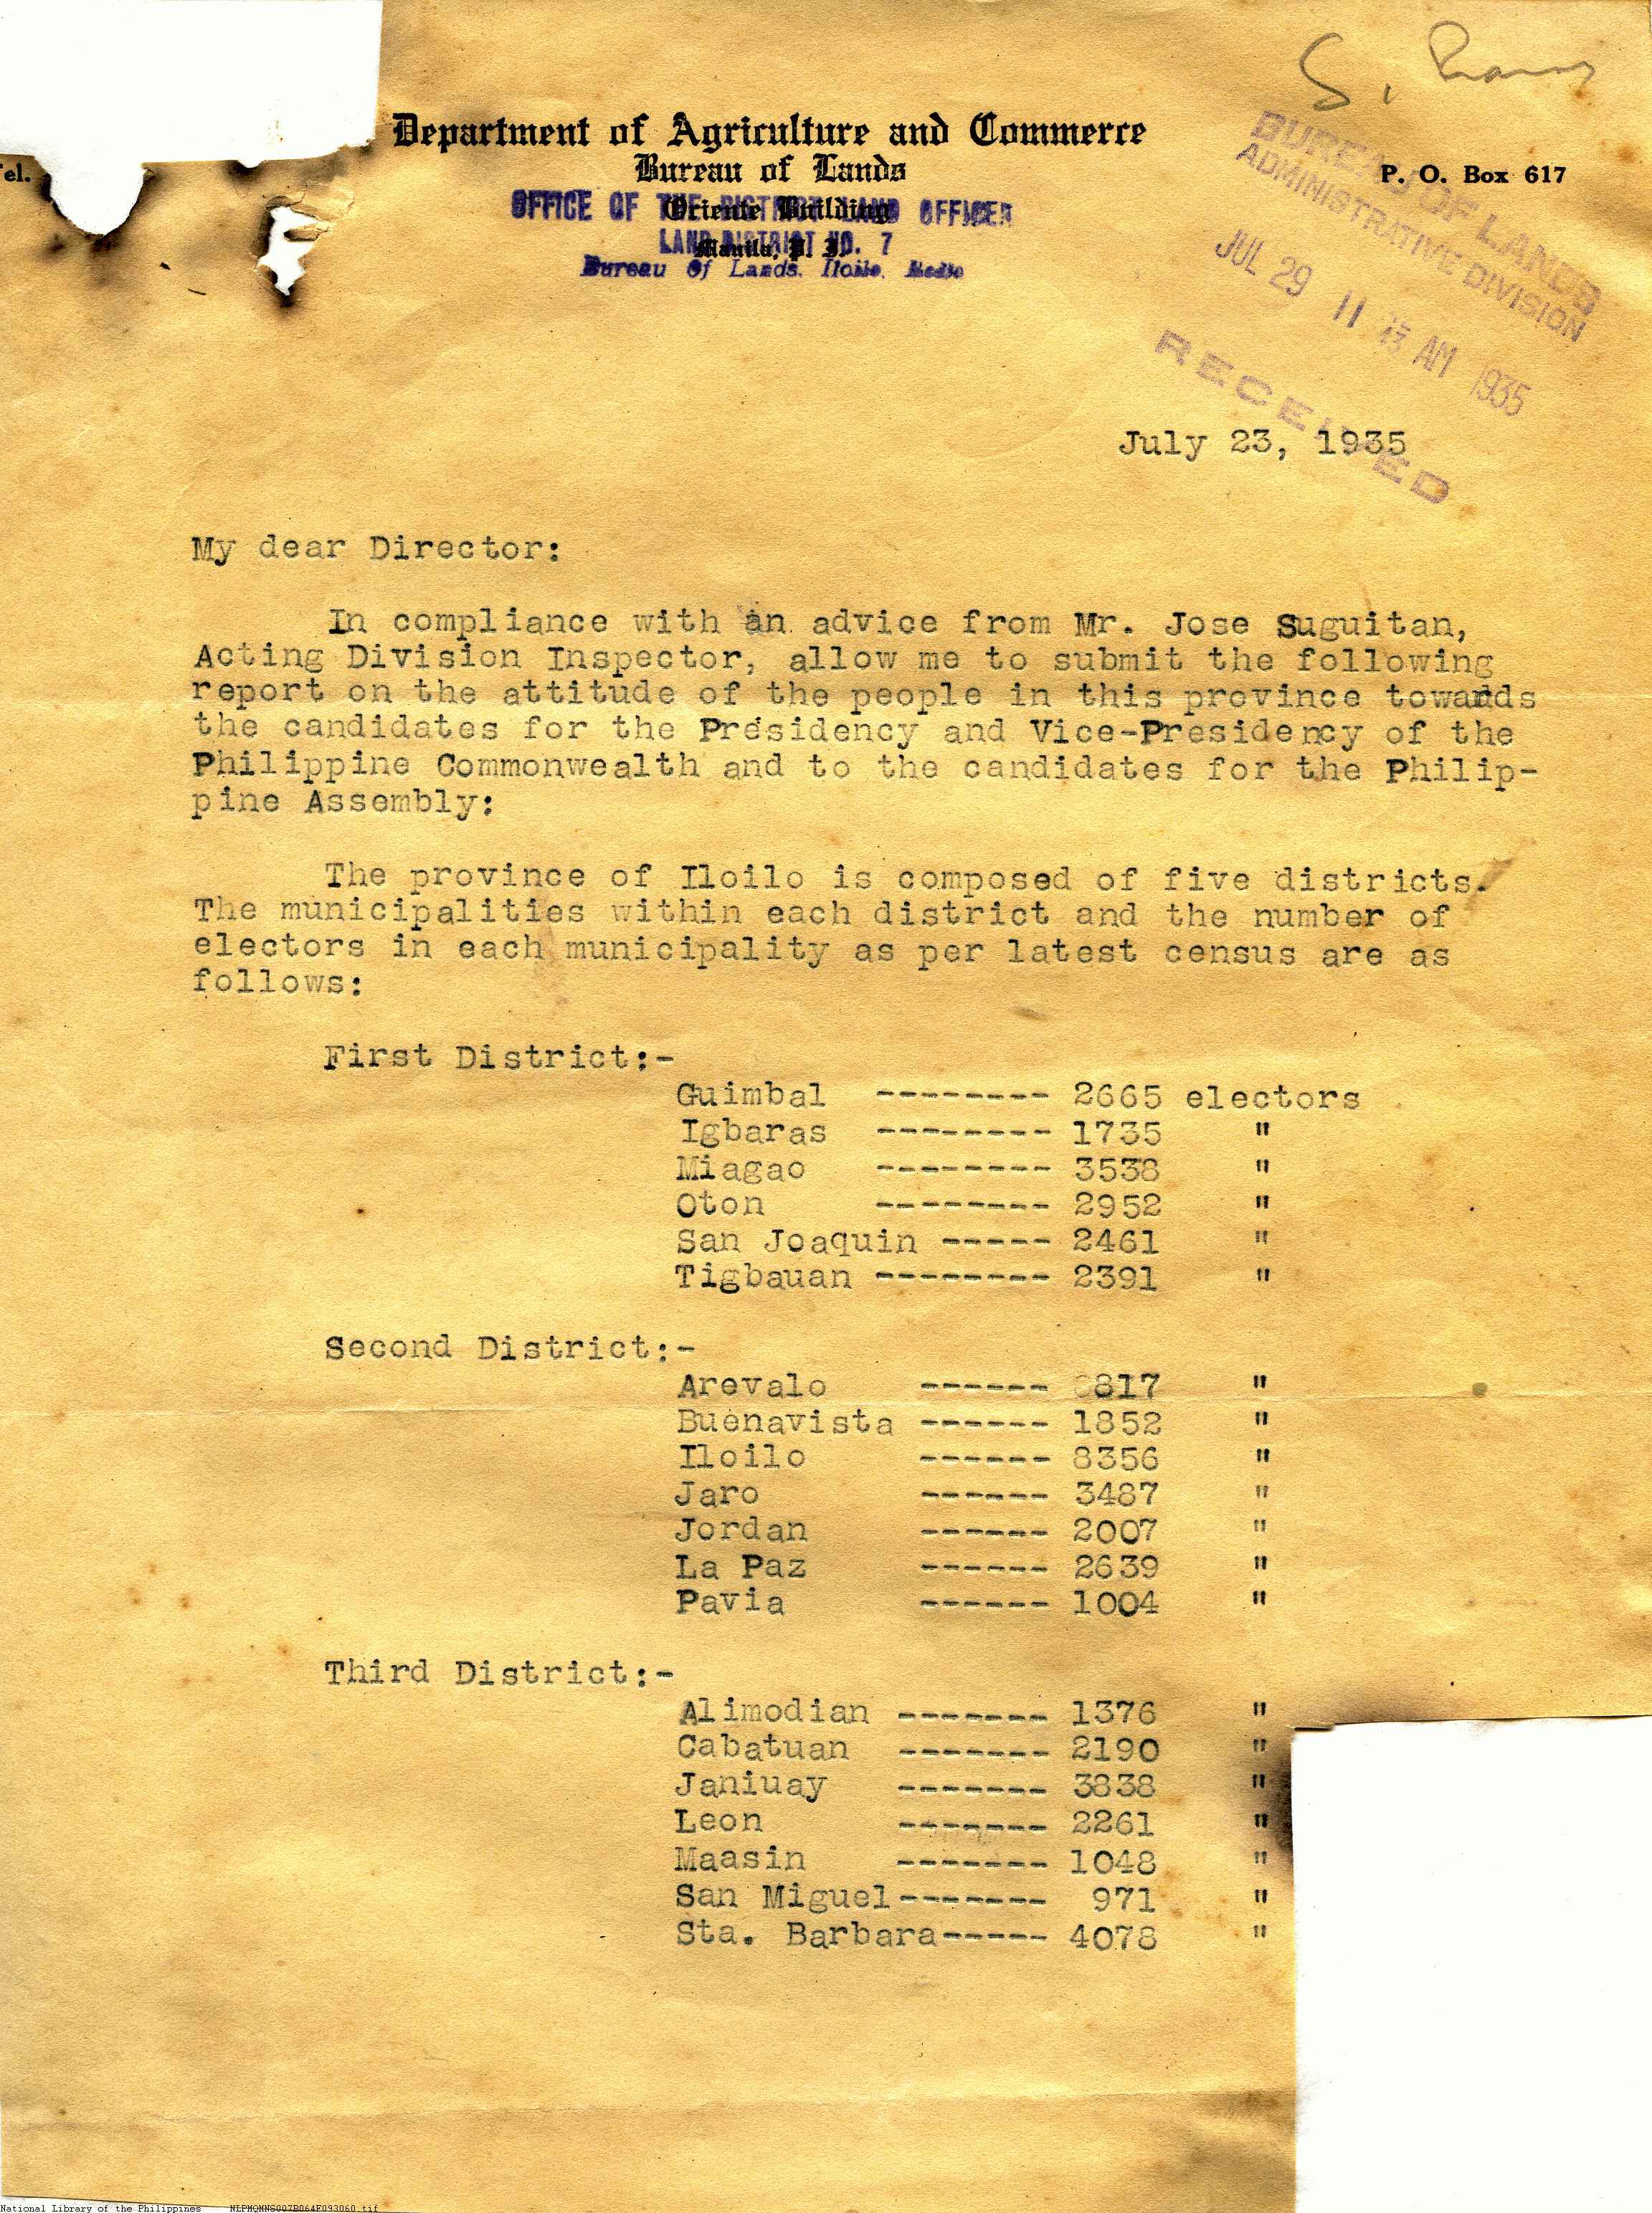 S.
Department of Agriculture and Commerce
Bureau of Lands
el.
P. O. Box 617
Oriente Building
Manila, P. I.
OFFICE OF THE DISTRICT LAND OFFICER
LAND DISTRICT NO. 7
Bureau Of Lands. Iloilo.
BUREAU OF LANDS
ADMINISTRATIVE DIVISION
JUL 29 11 AM 1935
RECEIVED
July 23, 1935
My dear Director:
In compliance with an advice from Mr. Jose Suguitan,
Acting Division Inspector, allow me to submit the following
report on the attitude of the people in this province towards
the candidates for the Presidency and Vice-Presidency of the
Philippine Commonwealth and to the candidates for the Philip-
pine Assembly:
The province of Iloilo is composed of five districts.
The municipalities within each district and the number of
electors in each municipality as per latest census are as
follows:
First District:-
Guimbal -------- 2665 electors
Igbaras -------- 1735 "
Miagao -------- 3538 "
Oton -------- 2952 "
San Joaquin ----- 2461 "
Tigbauan -------- 2391 "
Second District:-
Arevalo ------ 817 "
Buenavista ------ 1852 "
Iloilo ------ 8356 "
Jaro ------ 3487 "
Jordan ------ 2007 "
La Paz ------ 2639 "
Pavia ------ 1004 "
Third District:-
Alimodian ------- 1376 "
Cabatuan ------- 2190 "
Janiuay ------- 3838 "
Leon ------- 2261 "
Maasin ------- 1048 "
San Miguel------- 971 "
Sta. Barbara----- 4078 "
National Library of the Philippines NLPMQMNS007B064F093060.tif